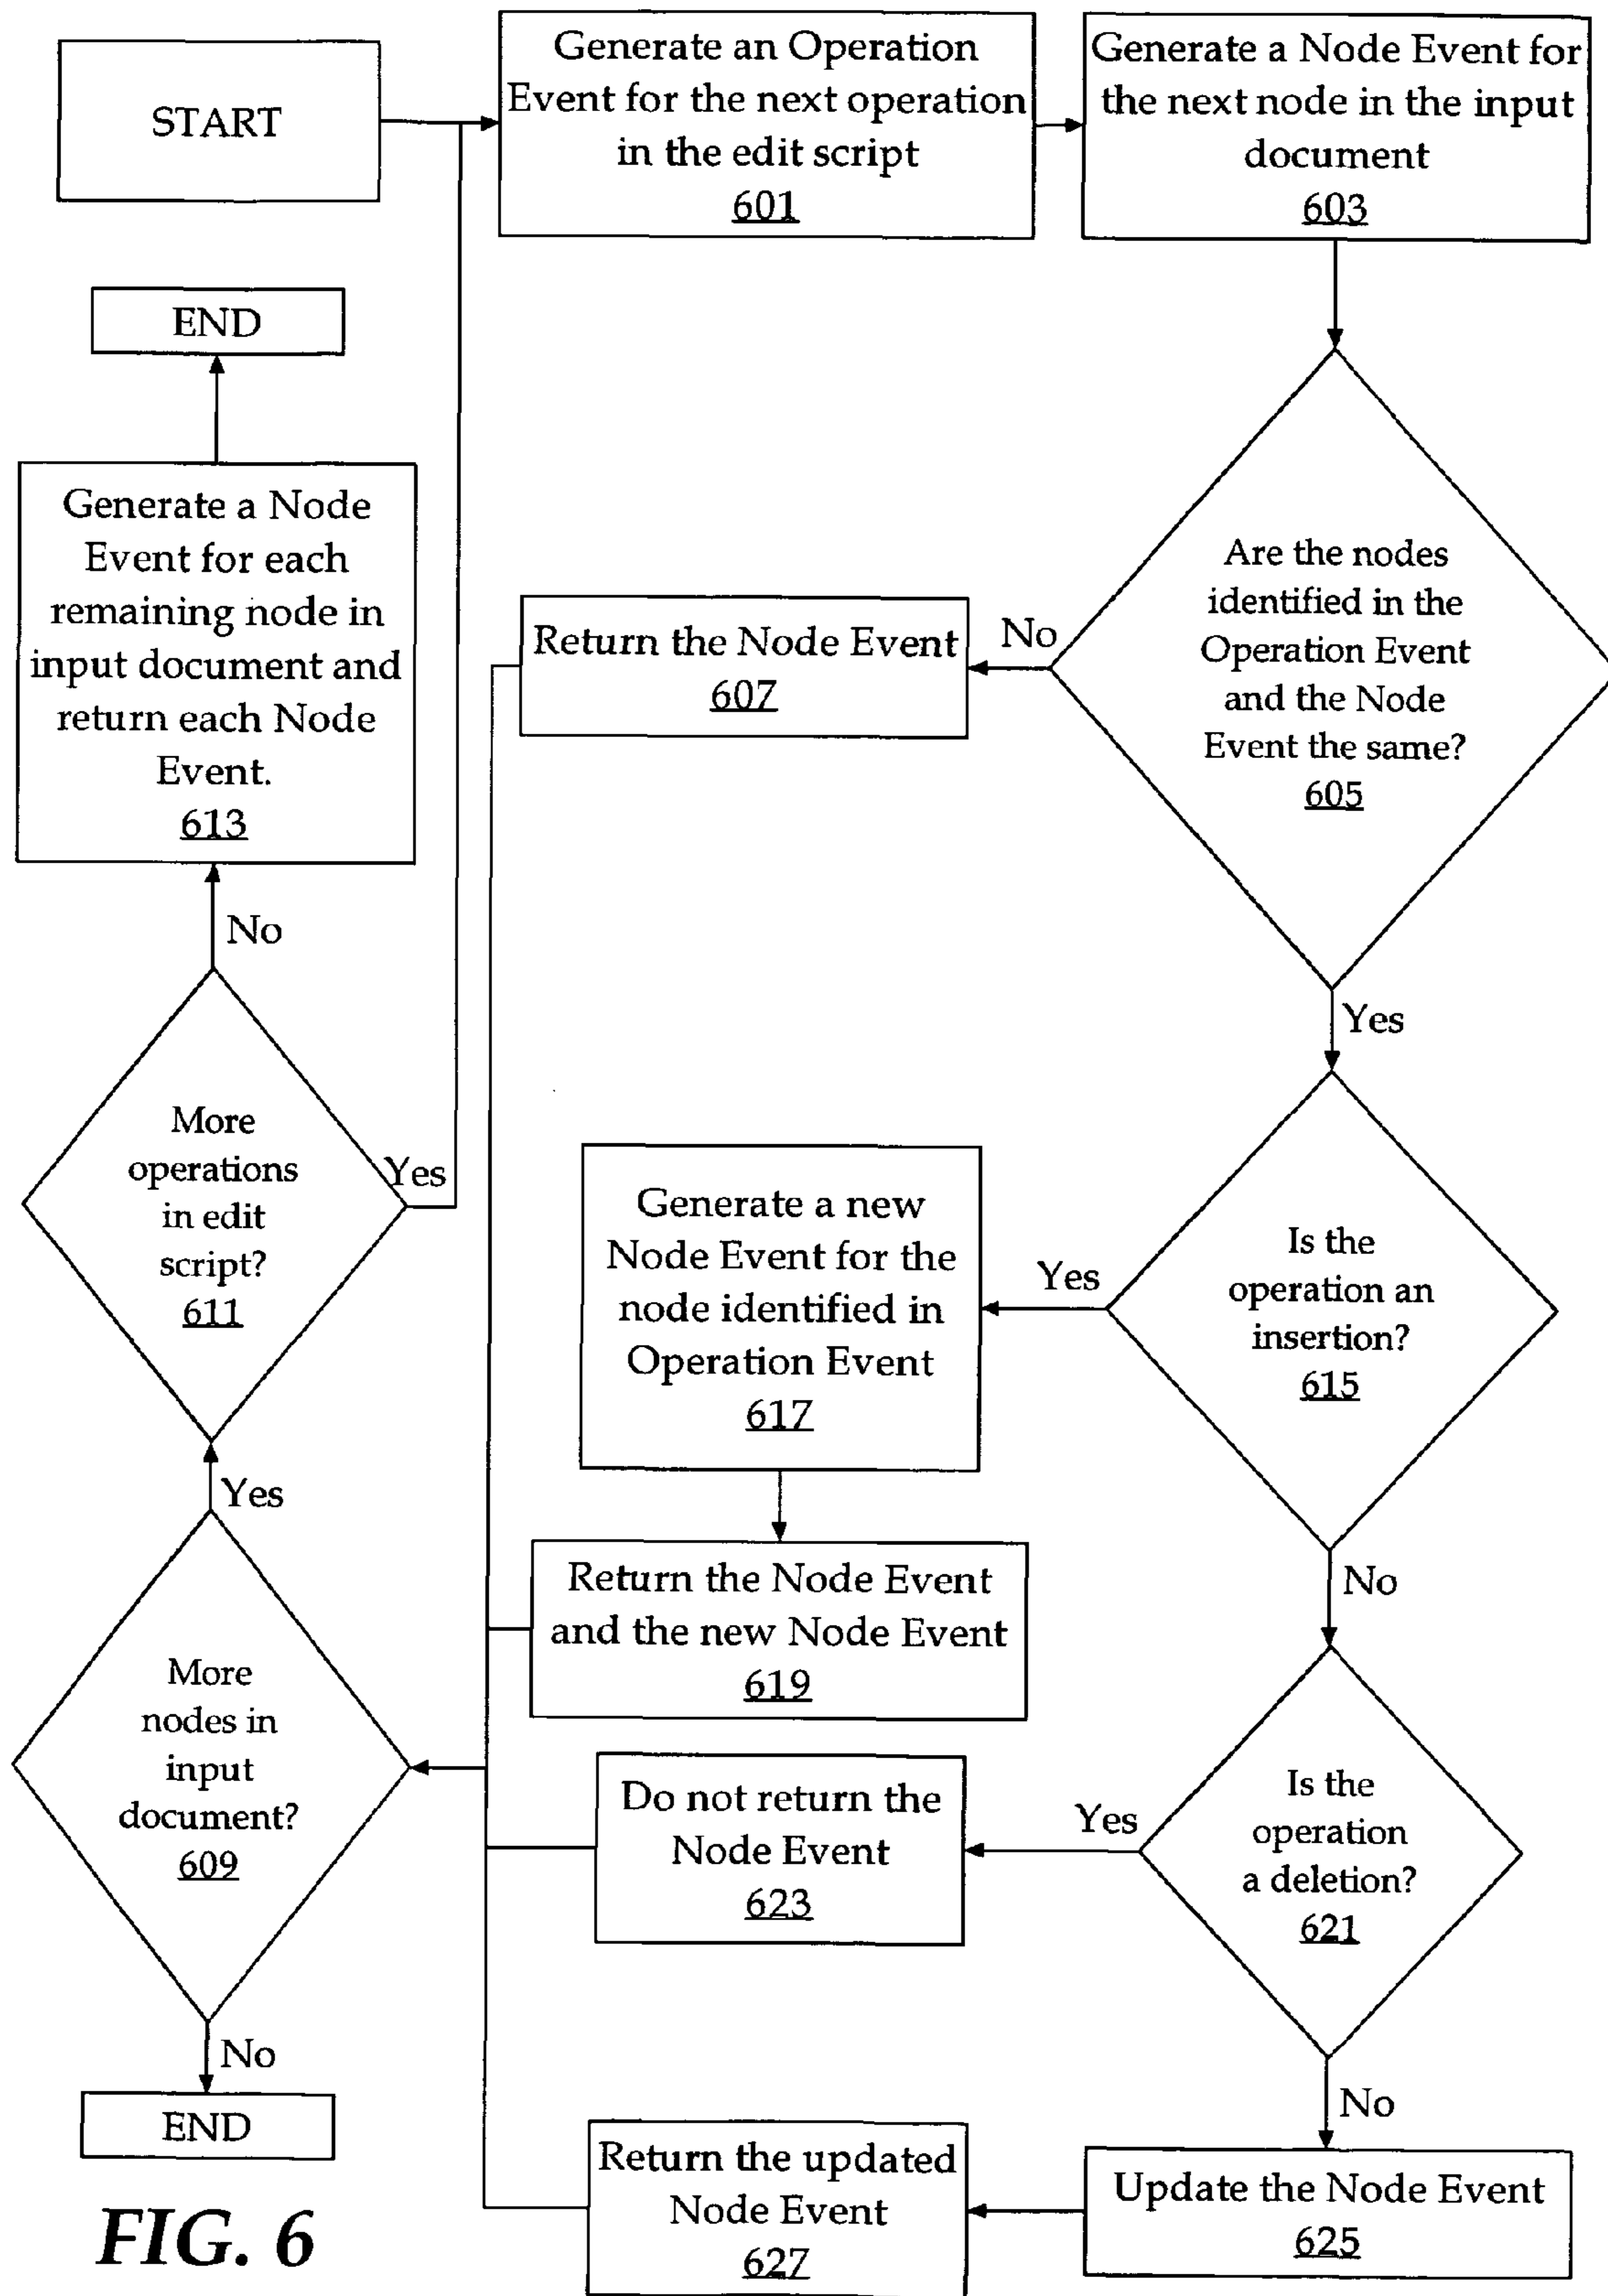 START
Generate an Operation
Event for the next operation
in the edit script
601
Generate a Node Event for
the next node in the input
document
603
END
Generate a Node
Event for each
remaining node in
input document and
return each Node
Event.
613
Return the Node Event
607
No
Are the nodes
identified in the
Operation Event
and the Node
Event the same?
605
No
Yes
More
operations
in edit
script?
611
Yes
Generate a new
Node Event for the
node identified in
Operation Event
617
Yes
Is the
operation an
insertion?
615
Yes
No
Return the Node Event
and the new Node Event
619
More
nodes in
input
document?
609
Do not return the
Node Event
623
Yes
Is the
operation
a deletion?
621
No
No
END
Return the updated
Node Event
627
Update the Node Event
625
FIG. 6